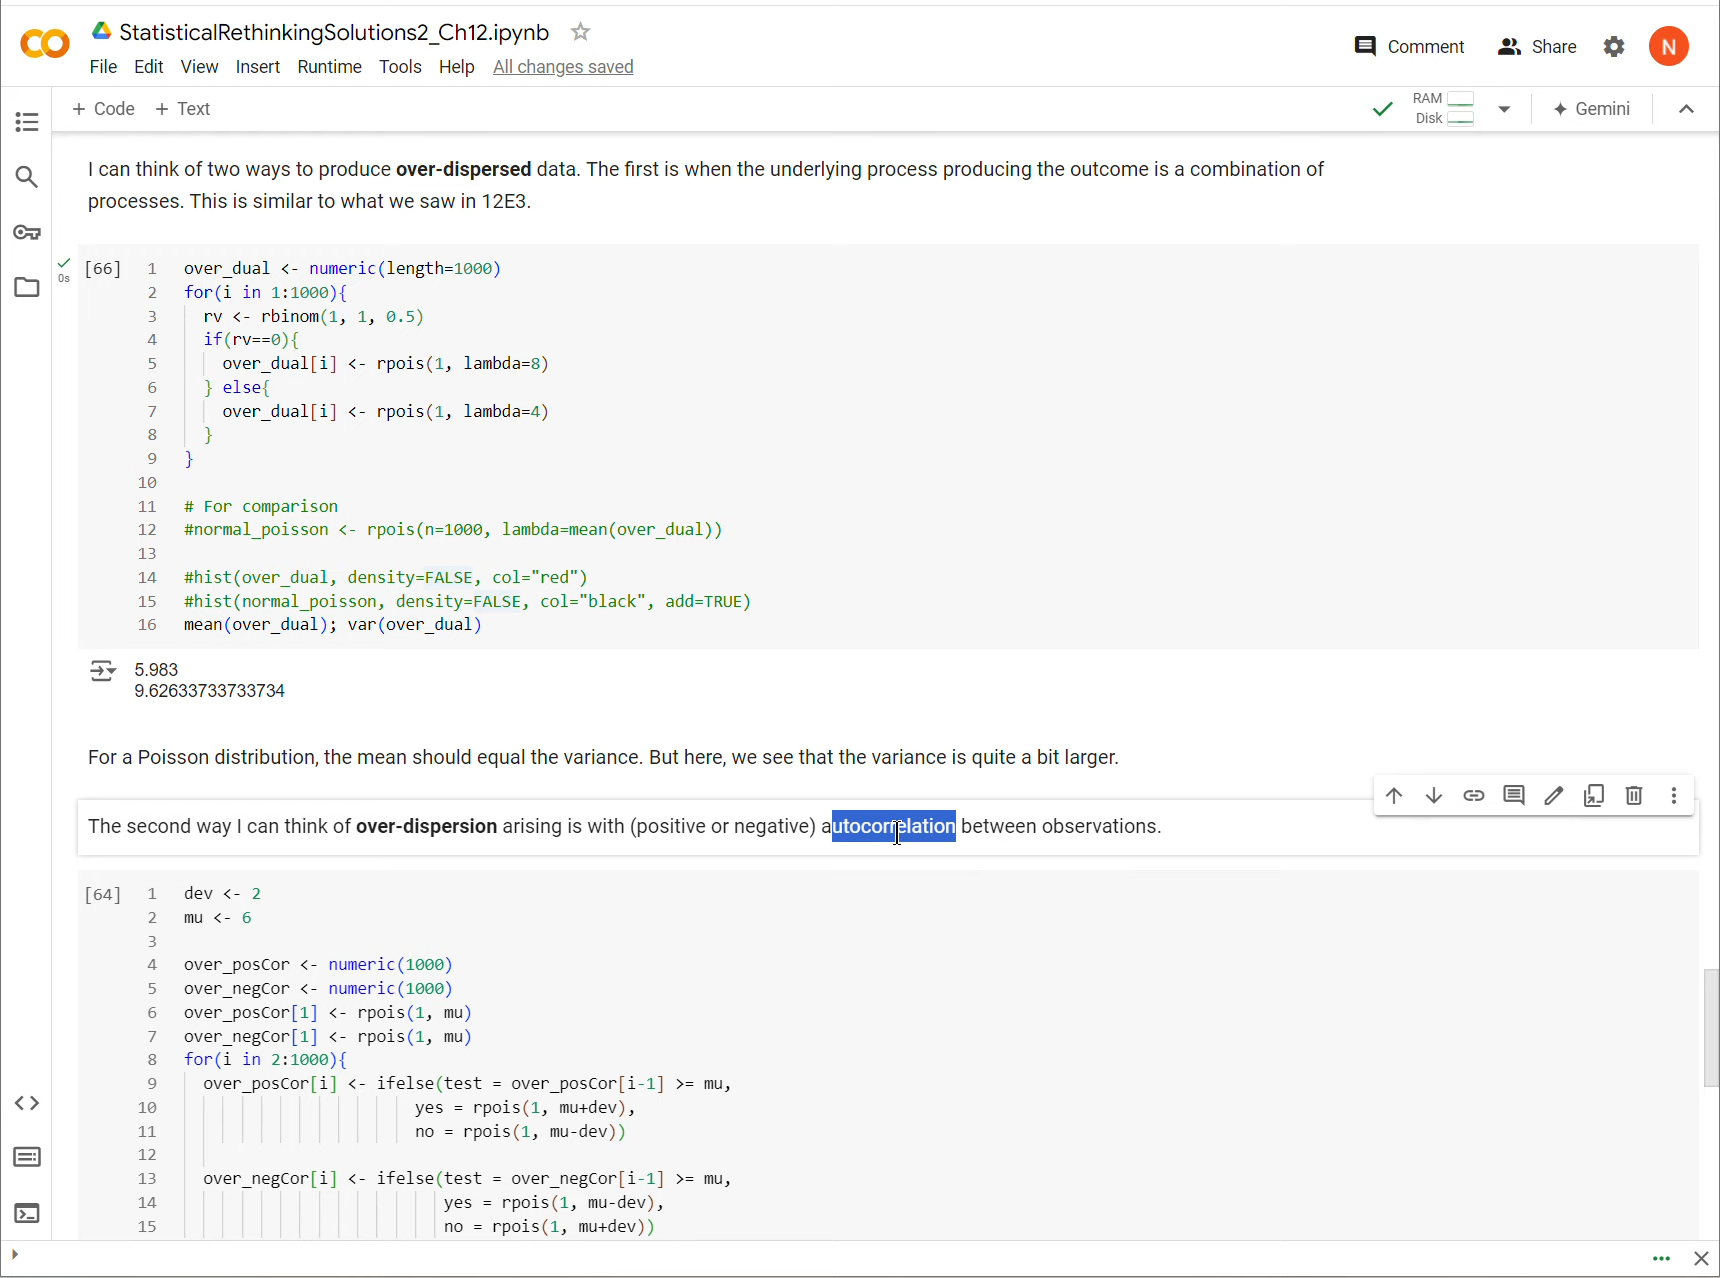 StatisticalRethinkingSolutions2_Ch12.ipynb
Comment
Share
N
File Edit View Insert Runtime Tools Help All changes saved
+ Code + Text
RAM
Disk
Gemini
I can think of two ways to produce over-dispersed data. The first is when the underlying process producing the outcome is a combination of
processes. This is similar to what we saw in 12E3.
0s
[66]
1 over_dual <- numeric(length=1000)
2 for(i in 1:1000){
3 rv <- rbinom(1, 1, 0.5)
4 if(rv==0){
5 over_dual[i] <- rpois(1, lambda=8)
6 } else{
7 over_dual[i] <- rpois(1, lambda=4)
8 }
9 }
10
11 # For comparison
12 #normal_poisson <- rpois(n=1000, lambda=mean(over_dual))
13
14 #hist(over_dual, density=FALSE, col="red")
15 #hist(normal_poisson, density=FALSE, col="black", add=TRUE)
16 mean(over_dual); var(over_dual)
5.983
9.62633733733734
For a Poisson distribution, the mean should equal the variance. But here, we see that the variance is quite a bit larger.
The second way I can think of over-dispersion arising is with (positive or negative) autocorrelation between observations.
[64]
1 dev <- 2
2 mu <- 6
3
4 over_posCor <- numeric(1000)
5 over_negCor <- numeric(1000)
6 over_posCor[1] <- rpois(1, mu)
7 over_negCor[1] <- rpois(1, mu)
8 for(i in 2:1000){
9 over_posCor[i] <- ifelse(test = over_posCor[i-1] >= mu,
10 yes = rpois(1, mu+dev),
11 no = rpois(1, mu-dev))
12
13 over_negCor[i] <- ifelse(test = over_negCor[i-1] >= mu,
14 yes = rpois(1, mu-dev),
15 no = rpois(1, mu+dev))